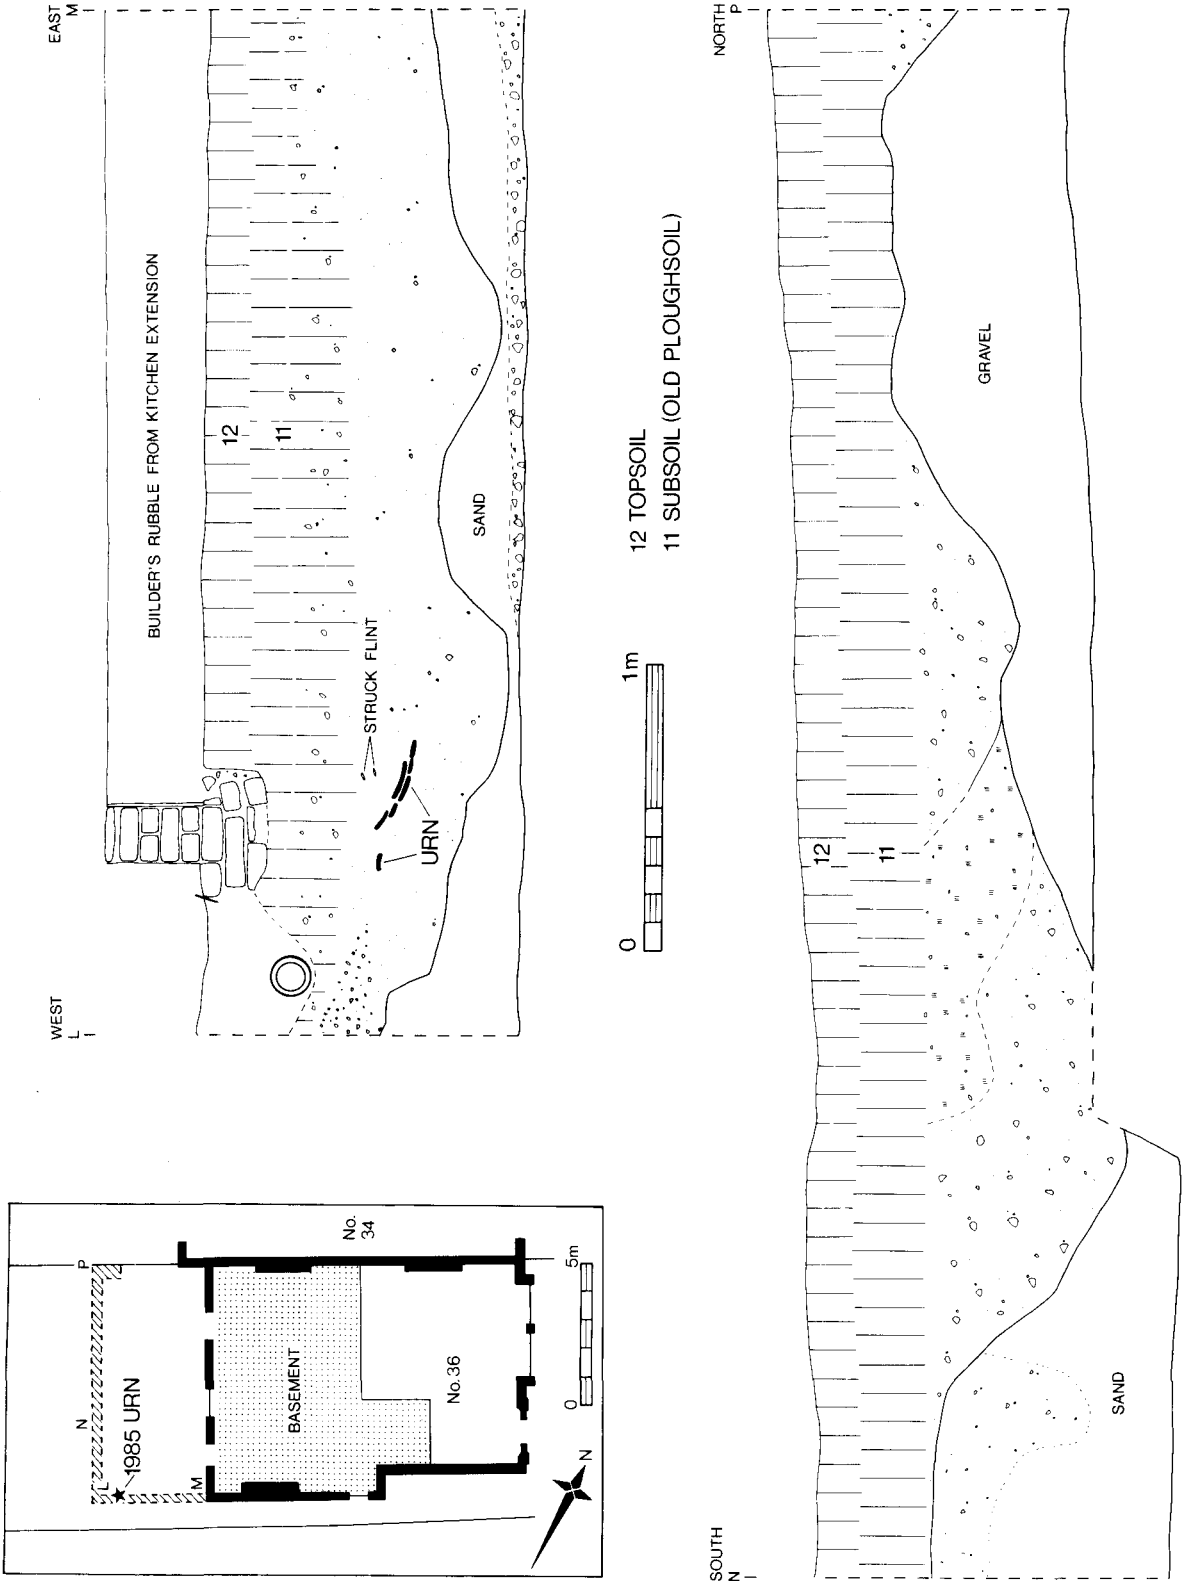 WEST
L
EAST
M
BUILDER'S RUBBLE FROM KITCHEN EXTENSION
12
11
STRUCK FLINT
URN
SAND
P
N
L
1985 URN
M
No.
34
BASEMENT
No. 36
0 5m
N
0 1m
12 TOPSOIL
11 SUBSOIL (OLD PLOUGHSOIL)
SOUTH
N
NORTH
P
12
11
GRAVEL
SAND